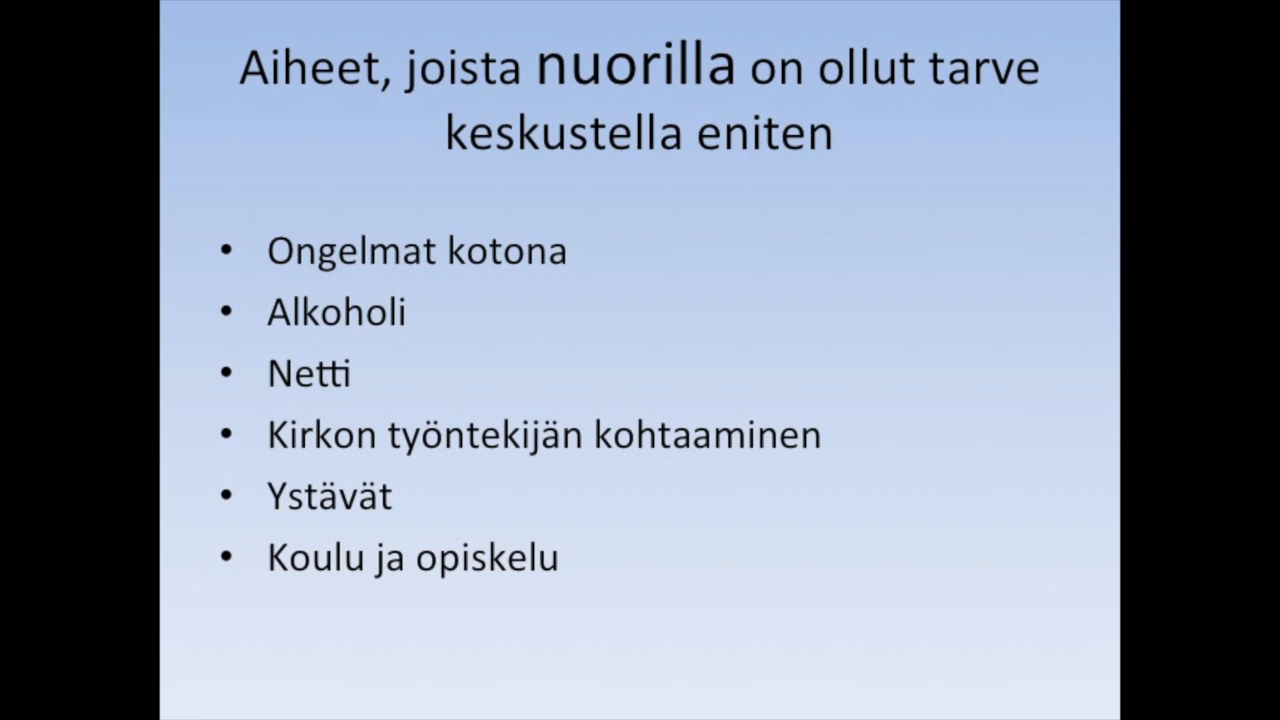 Aiheet, joista nuorilla on ollut tarve
keskustella eniten
• Ongelmat kotona
• Alkoholi
• Netti
• Kirkon työntekijän kohtaaminen
• Ystävät
• Koulu ja opiskelu